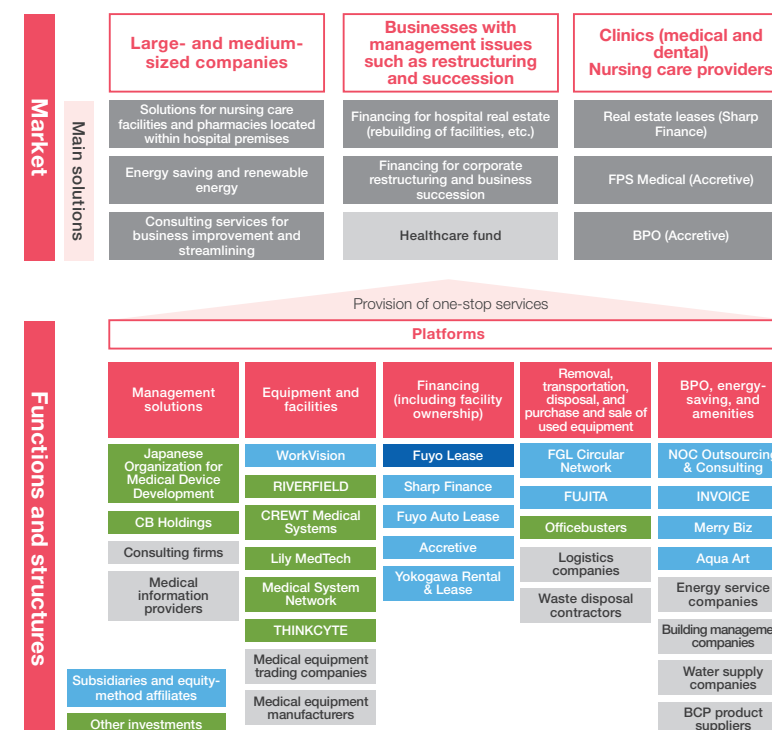 Market
Main solutions
Large- and medium-
sized companies
Solutions for nursing care
facilities and pharmacies located
within hospital premises
Energy saving and renewable
energy
Consulting services for
business improvement and
streamlining
Businesses with
management issues
such as restructuring
and succession
Financing for hospital real estate
(rebuilding of facilities, etc.)
Financing for corporate
restructuring and business
succession
Healthcare fund
Clinics (medical and
dental)
Nursing care providers
Real estate leases (Sharp
Finance)
FPS Medical (Accretive)
BPO (Accretive)
Provision of one-stop services
Platforms
Functions and structures
Management
solutions
Japanese
Organization for
Medical Device
Development
CB Holdings
Consulting firms
Medical
information
providers
Equipment and
facilities
WorkVision
RIVERFIELD
CREWT Medical
Systems
Lily MedTech
Medical System
Network
THINKCYTE
Medical equipment
trading companies
Medical equipment
manufacturers
Financing
(including facility
ownership)
Fuyo Lease
Sharp Finance
Fuyo Auto Lease
Accretive
Yokogawa Rental
& Lease
Removal,
transportation,
disposal, and
purchase and sale of
used equipment
FGL Circular
Network
FUJITA
Officebusters
Logistics
companies
Waste disposal
contractors
BPO, energy-
saving, and
amenities
NOC Outsourcing
& Consulting
INVOICE
Merry Biz
Aqua Art
Energy service
companies
Building manageme
companies
Water supply
companies
BCP product
suppliers
Subsidiaries and equity-
method affiliates
Other investments